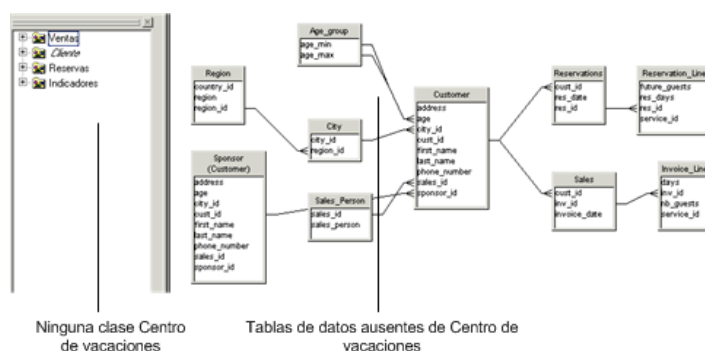 Ventas
Cliente
Reservas
Indicadores
Age_group
age_min
age_max
Region
country_id
region
region_id
City
city_id
region_id
Customer
address
age
city_id
cust_id
first_name
last_name
phone_number
sales_id
sponsor_id
Reservations
cust_id
res_date
res_id
Reservation_Line
future_guests
res_days
res_id
service_id
Sponsor
(Customer)
address
age
city_id
cust_id
first_name
last_name
phone_number
sales_id
sponsor_id
Sales_Person
sales_id
sales_person
Sales
cust_id
inv_id
invoice_date
Invoice_Line
days
inv_id
nb_guests
service_id
Ninguna clase Centro
de vacaciones
Tablas de datos ausentes de Centro de
vacaciones